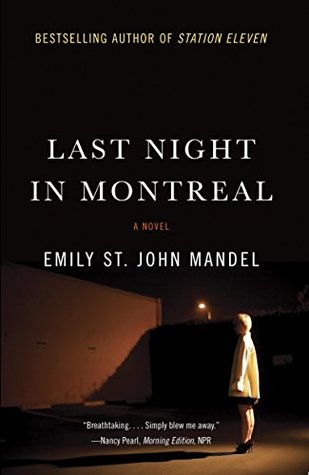 BESTSELLING AUTHOR OF STATION ELEVEN
LAST NIGHT
IN MONTREAL
A NOVEL
EMILY ST. JOHN MANDEL
"Breathtaking. . . . Simply blew me away."
—Nancy Pearl, Morning Edition, NPR